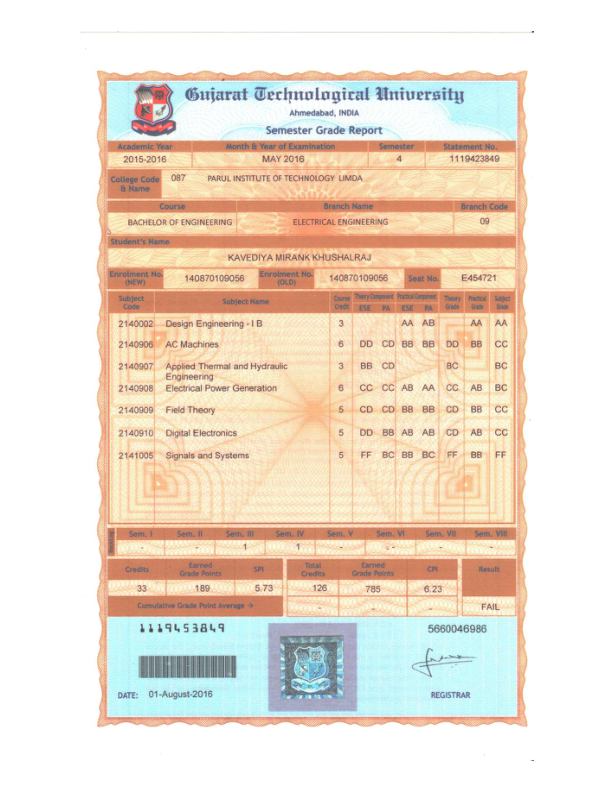 Gujarat Technological University
Ahmedabad, INDIA
Semester Grade Report
Academic Year Month & Year of Examination Semester Statement No.
2015-2016 MAY 2016 4 1119423849
College Code & Name 087 PARUL INSTITUTE OF TECHNOLOGY LIMDA
Course Branch Name Branch Code
BACHELOR OF ENGINEERING ELECTRICAL ENGINEERING 09
Student's Name
KAVEDIYA MIRANK KHUSHALRAJ
Enrolment No. (NEW) 140870109056 Enrolment No. (OLD) 140870109056 Seat No. E454721
Subject Code Subject Name Course Credit Theory Component ESE PA Practical Component ESE PA Theory Grade Practical Grade Subject Grade
2140002 Design Engineering - I B 3 AA AB AA AA
2140906 AC Machines 6 DD CD BB BB DD BB CC
2140907 Applied Thermal and Hydraulic Engineering 3 BB CD BC BC
2140908 Electrical Power Generation 6 CC CC AB AA CC AB BC
2140909 Field Theory 5 CD CD BB BB CD BB CC
2140910 Digital Electronics 5 DD BB AB AB CD AB CC
2141005 Signals and Systems 5 FF BC BB BC FF BB FF
Sem. I Sem. II Sem. III Sem. IV Sem. V Sem. VI Sem. VII Sem. VIII
- - 1 1 - - - -
Credits Earned Grade Points SPI Total Credits Earned Grade Points CPI Result
33 189 5.73 126 785 6.23
Cumulative Grade Point Average → - - - FAIL
1119453849 5660046986
DATE: 01-August-2016 REGISTRAR